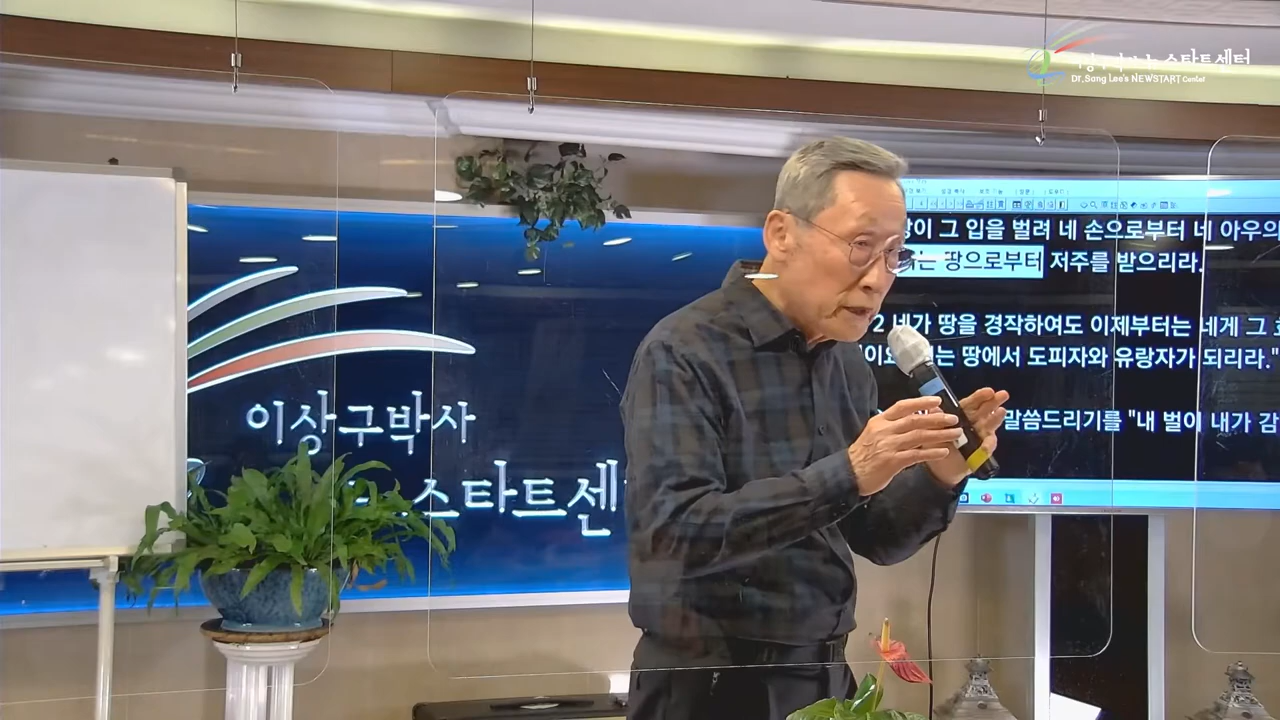 스타트센터
Dr.Sang Lee's NEWSTART Center
이 그 입을 벌려 네 손으로부터 네 아우의
는 땅으로부터 저주를 받으리라.
2 네가 땅을 경작하여도 이제부터는 네게 그
는 땅에서 도피자와 유랑자가 되리라."
말씀드리기를 "내 벌이 내가 감
이상구박사
스타트센